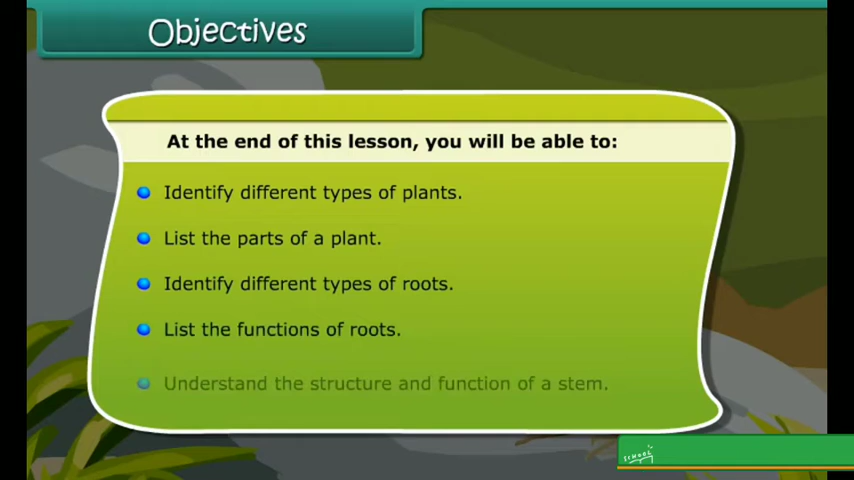 Objectives
At the end of this lesson, you will be able to:
Identify different types of plants.
List the parts of a plant.
Identify different types of roots.
List the functions of roots.
Understand the structure and function of a stem.
SCHOOL